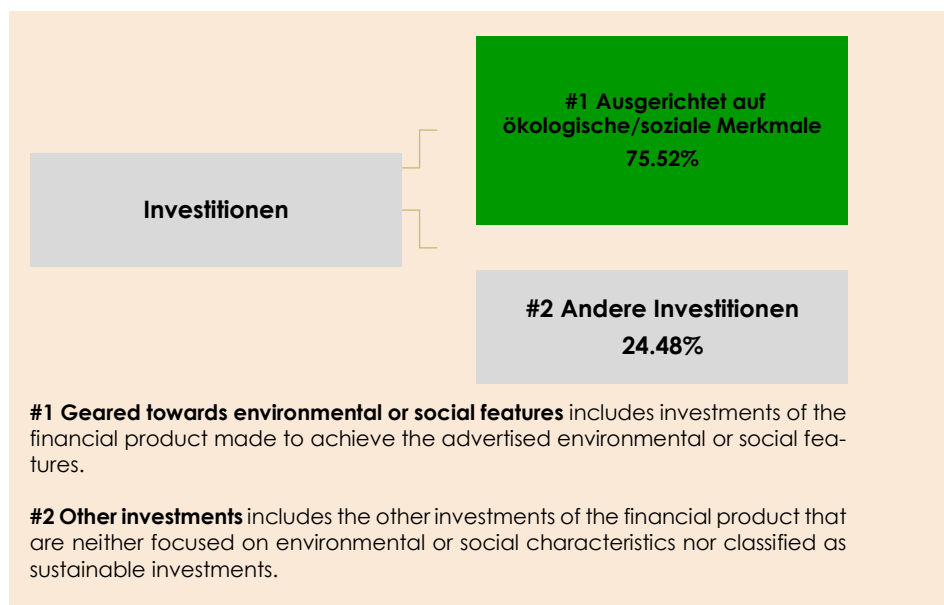 #1 Ausgerichtet auf
ökologische/soziale Merkmale
75.52%
Investitionen
#2 Andere Investitionen
24.48%
#1 Geared towards environmental or social features includes investments of the
financial product made to achieve the advertised environmental or social fea-
tures.
#2 Other investments includes the other investments of the financial product that
are neither focused on environmental or social characteristics nor classified as
sustainable investments.